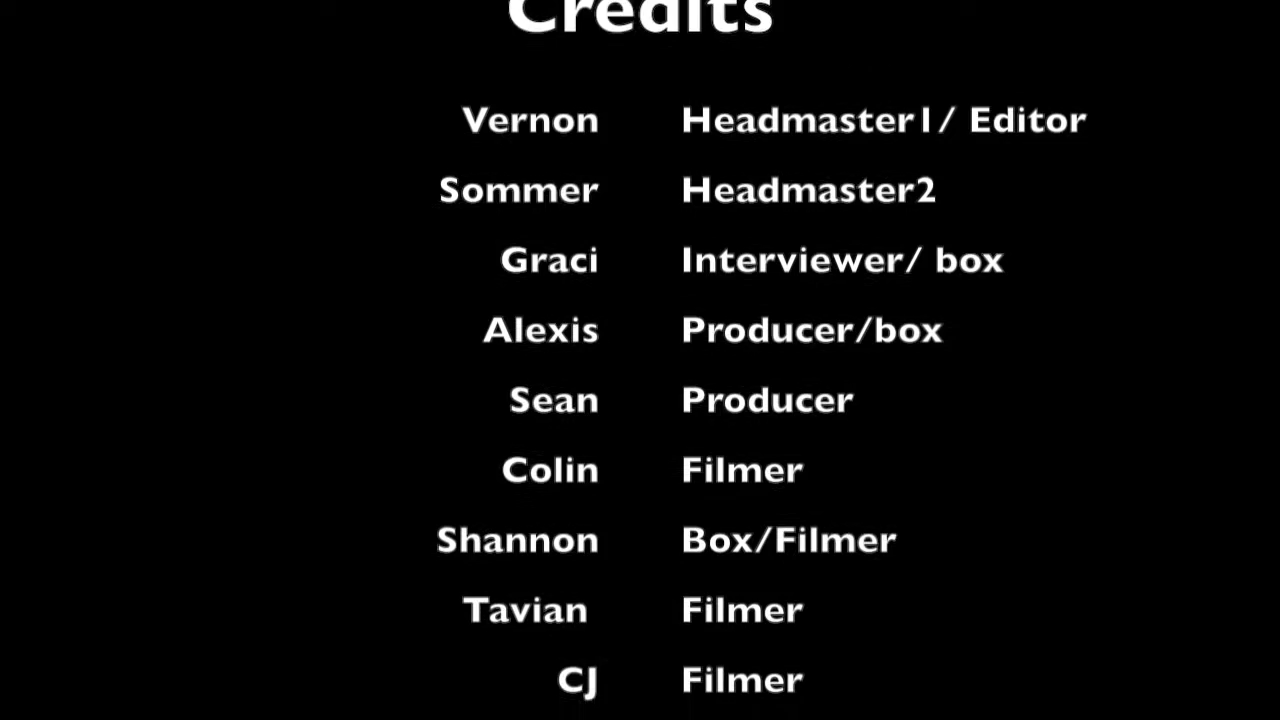 Credits
Vernon Headmaster1/ Editor
Sommer Headmaster2
Graci Interviewer/ box
Alexis Producer/box
Sean Producer
Colin Filmer
Shannon Box/Filmer
Tavian Filmer
CJ Filmer